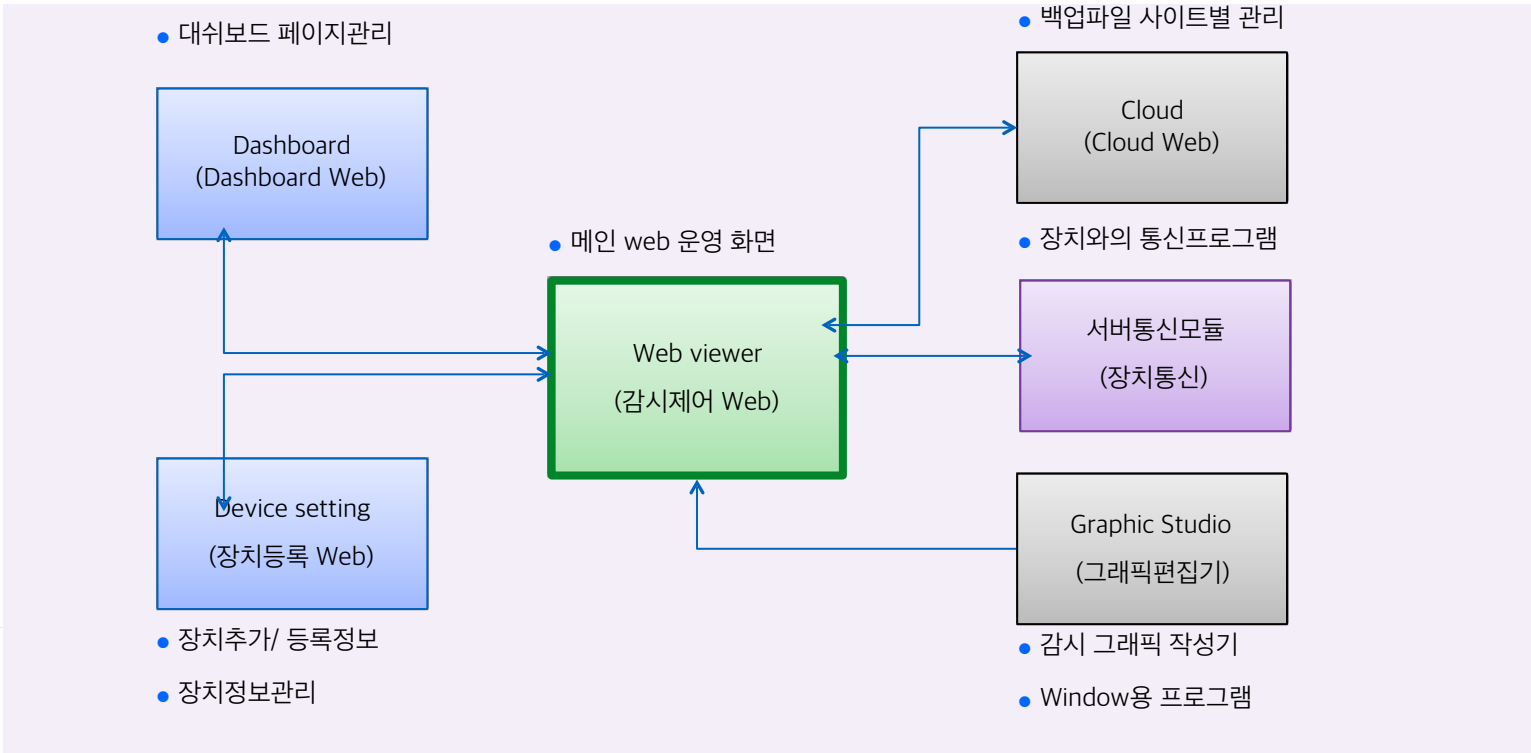 대쉬보드 페이지관리
Dashboard
(Dashboard Web)
백업파일 사이트별 관리
Cloud
(Cloud Web)
메인 web 운영 화면
Web viewer
(감시제어 Web)
장치와의 통신프로그램
서버통신모듈
(장치통신)
Device setting
(장치등록 Web)
장치추가/ 등록정보
장치정보관리
Graphic Studio
(그래픽편집기)
감시 그래픽 작성기
Window용 프로그램